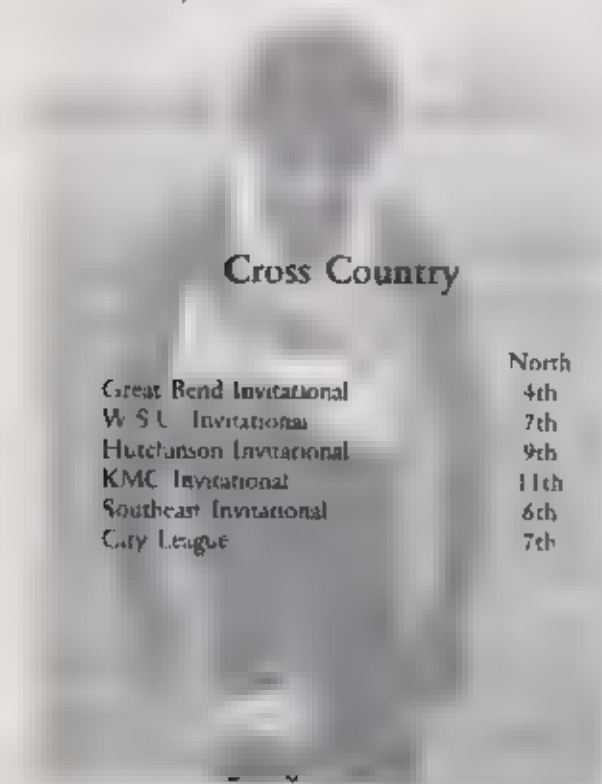 Cross Country
North
Great Bend Invitational 4th
W S U Invitational 7th
Hutchinson Invitational 9th
KMC Invitational 11th
Southeast Invitational 6th
City League 7th